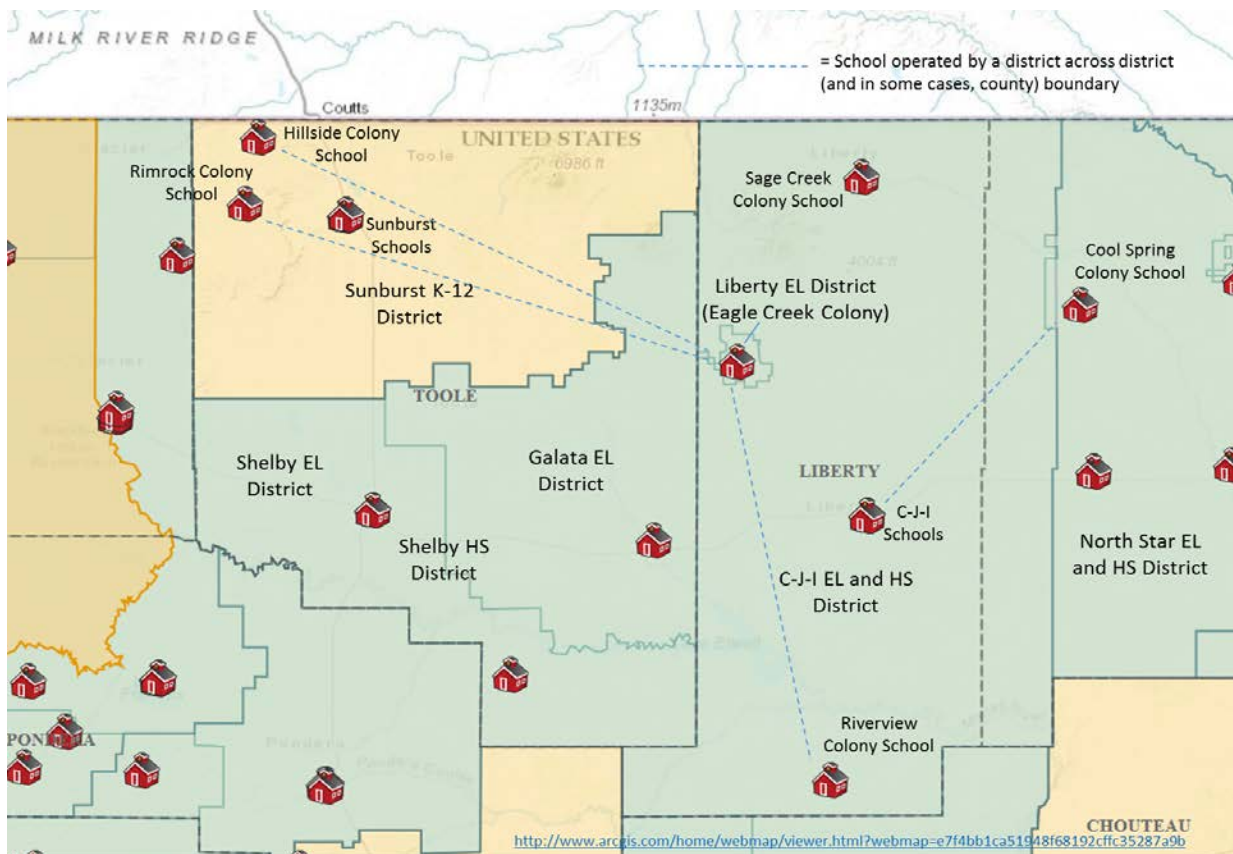 MILK RIVER RIDGE
= School operated by a district across district
(and in some cases, county) boundary
Coutts
1135m
Hillside Colony
School
Toole
UNITED STATES
6986 ft
Rimrock Colony
School
Sunburst
Schools
Sunburst K-12
District
Liberty
Sage Creek
Colony School
4004 ft
Cool Spring
Colony School
Liberty EL District
(Eagle Creek Colony)
TOOLE
Shelby EL
District
Galata EL
District
LIBERTY
C-J-I
Schools
Shelby HS
District
C-J-I EL and HS
District
North Star EL
and HS District
Riverview
Colony School
Pondera
CHOUTEAU
http://www.arcgis.com/home/webmap/viewer.html?webmap=e7f4bb1ca51948f68192cffc35287a9b